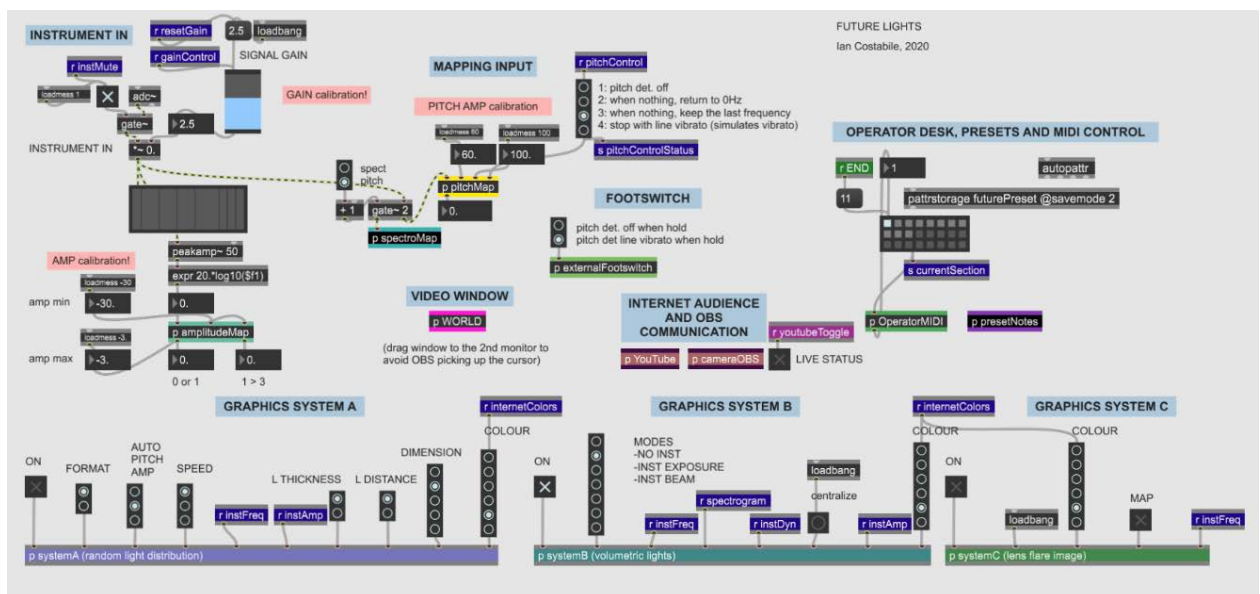 FUTURE LIGHTS
Ian Costabile, 2020
INSTRUMENT IN
r resetGain
2.5
loadbang
r gainControl
SIGNAL GAIN
r instMute
loadmess 1
adc~
GAIN calibration!
gate~
2.5
INSTRUMENT IN
*~ 0.
peakamp~ 50
AMP calibration!
expr 20.*log10($f1)
loadmess -30
amp min
-30.
0.
loadmess -3
p amplitudeMap
amp max
-3.
0.
0.
0 or 1
1 > 3
MAPPING INPUT
r pitchControl
1: pitch det. off
2: when nothing, return to 0Hz
3: when nothing, keep the last frequency
4: stop with line vibrato (simulates vibrato)
PITCH AMP calibration
loadmess 60
loadmess 100
60.
100.
s pitchControlStatus
spect
pitch
p pitchMap
+ 1
gate~ 2
0.
p spectroMap
FOOTSWITCH
pitch det. off when hold
pitch det line vibrato when hold
p externalFootswitch
VIDEO WINDOW
p WORLD
(drag window to the 2nd monitor to
avoid OBS picking up the cursor)
INTERNET AUDIENCE
AND OBS
COMMUNICATION
r youtubeToggle
p YouTube
p cameraOBS
LIVE STATUS
OPERATOR DESK, PRESETS AND MIDI CONTROL
r END
1
autopattr
11
pattrstorage futurePreset @savemode 2
s currentSection
p OperatorMIDI
p presetNotes
GRAPHICS SYSTEM A
r internetColors
COLOUR
ON
FORMAT
AUTO
PITCH
AMP
SPEED
L THICKNESS
L DISTANCE
DIMENSION
r instFreq
r instAmp
p systemA (random light distribution)
GRAPHICS SYSTEM B
r internetColors
COLOUR
ON
MODES
-NO INST
-INST EXPOSURE
-INST BEAM
loadbang
r spectrogram
centralize
r instFreq
r instDyn
r instAmp
p systemB (volumetric lights)
GRAPHICS SYSTEM C
COLOUR
ON
MAP
loadbang
r instFreq
p systemC (lens flare image)